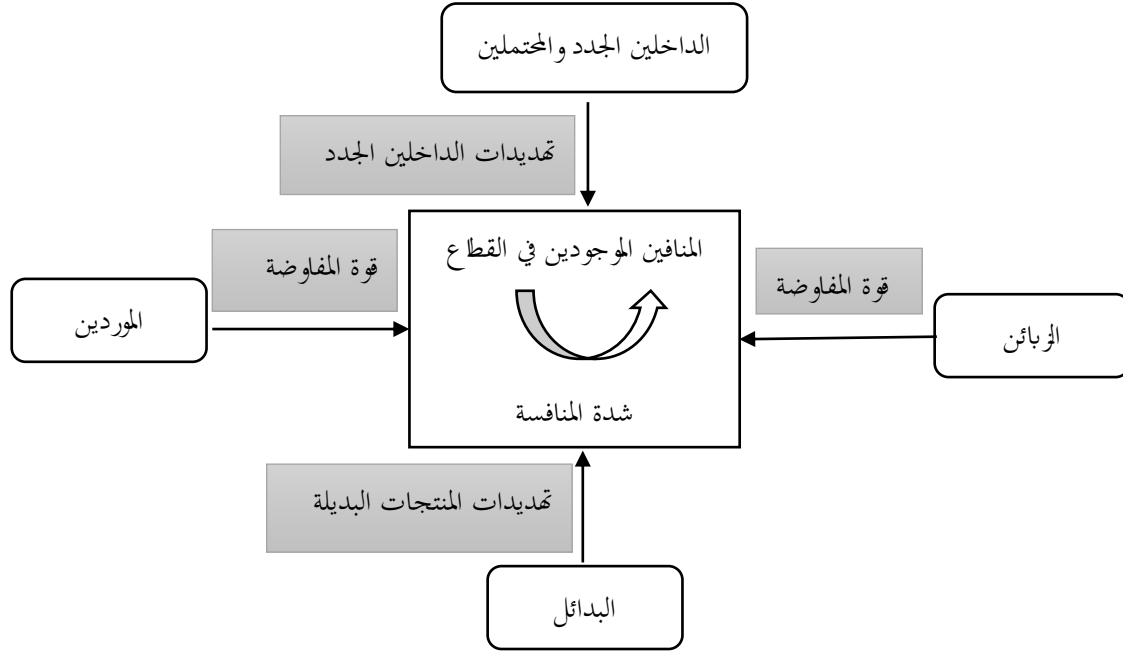 الداخلين الجدد والمحتملين
تهديدات الداخلين الجدد
المنافين الموجودين في القطاع
قوة المفاوضة
قوة المفاوضة
الزبائن
الموردين
شدة المنافسة
تهديدات المنتجات البديلة
البدائل